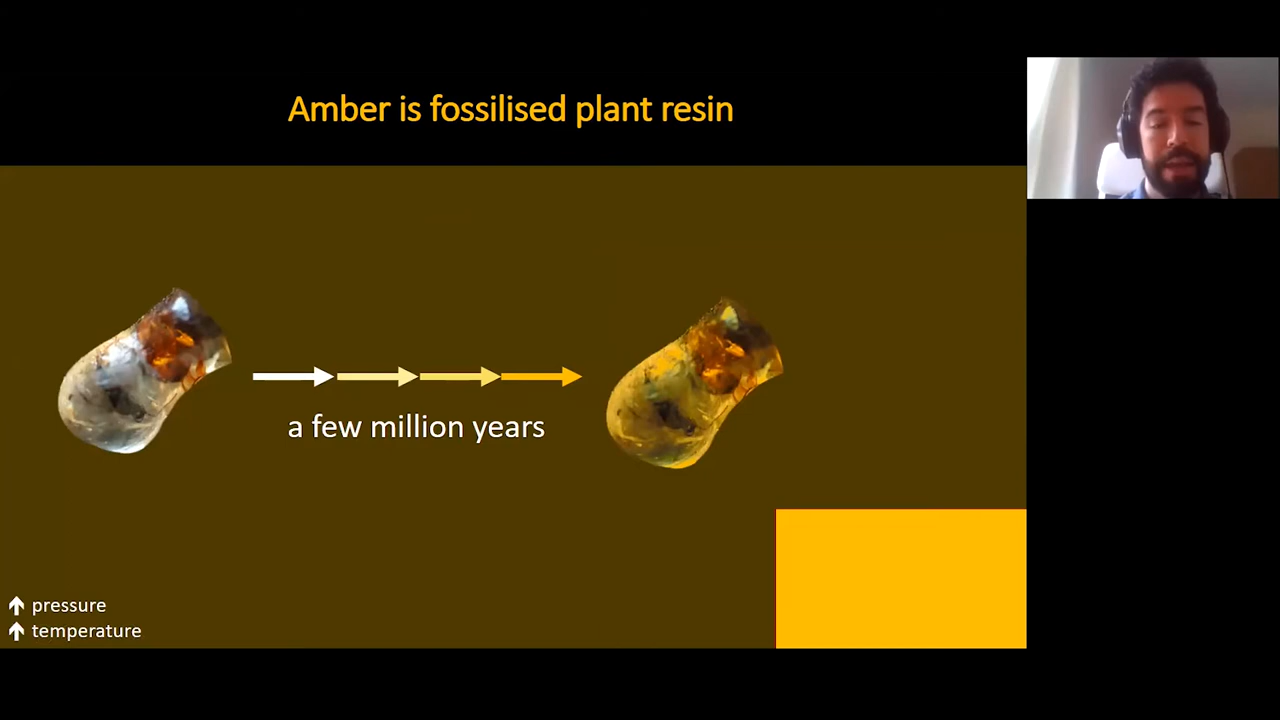 Amber is fossilised plant resin
a few million years
pressure
temperature